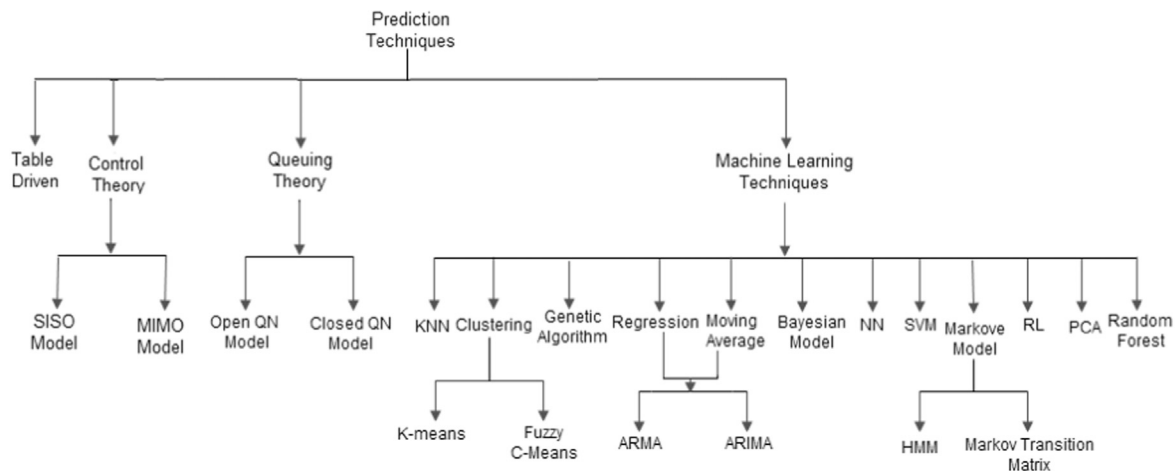 Prediction
Techniques
Table
Driven
Control
Theory
Queuing
Theory
Machine Learning
Techniques
SISO
Model
MIMO
Model
Open QN
Model
Closed QN
Model
KNN
Clustering
Genetic
Algorithm
Regression
Moving
Average
Bayesian
Model
NN
SVM
Markove
Model
RL
PCA
Random
Forest
K-means
Fuzzy
C-Means
ARMA
ARIMA
HMM
Markov Transition
Matrix